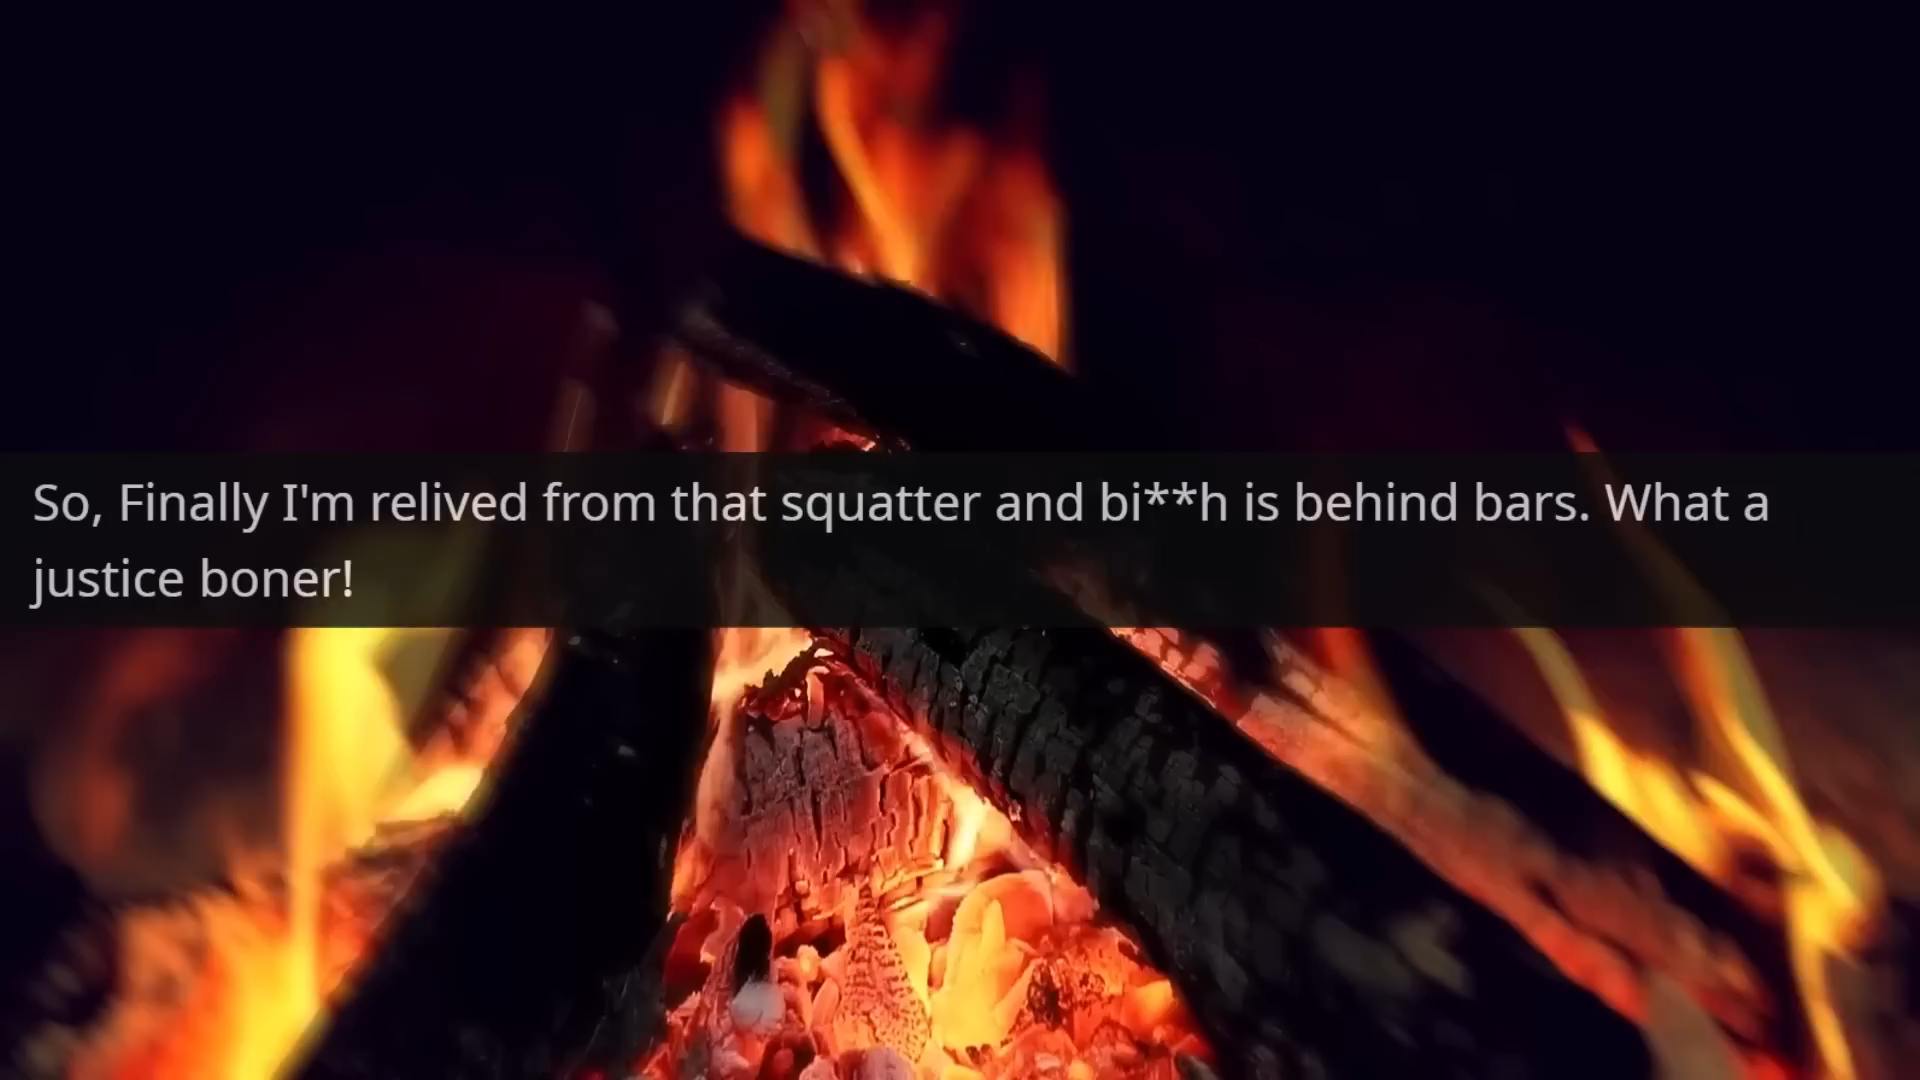 So, Finally I'm relived from that squatter and bi**h is behind bars. What a
justice boner!